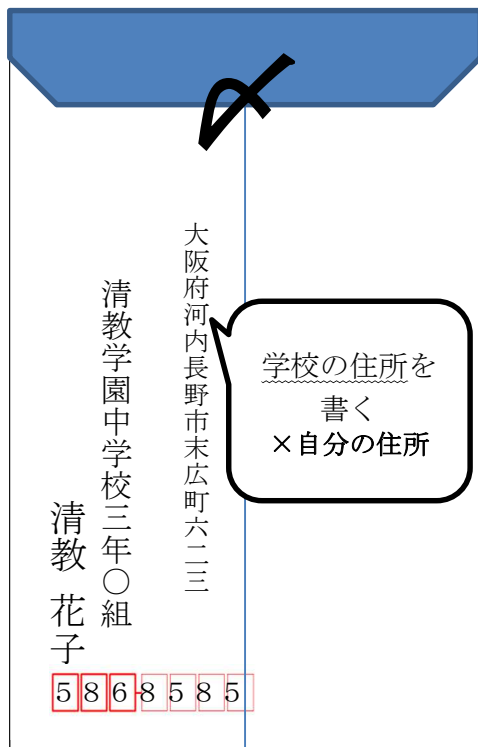 〆
大阪府河内長野市末広町六二三
清教学園中学校三年〇組
清教 花子
586-8585
学校の住所を
書く
×自分の住所